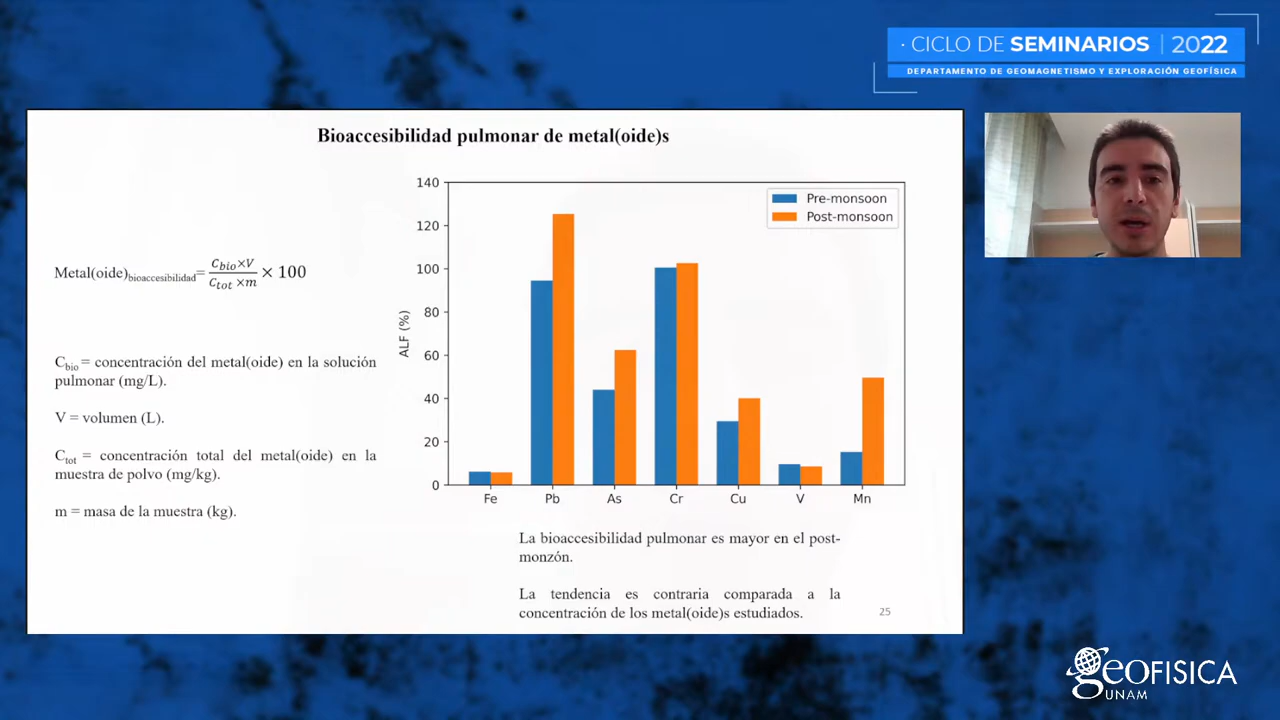 · CICLO DE SEMINARIOS | 2022
DEPARTAMENTO DE GEOMAGNETISMO Y EXPLORACIÓN GEOFÍSICA
Bioaccesibilidad pulmonar de metal(oide)s
Metal(oide)bioaccesibilidad= Cbio×V / Ctot×m × 100
Cbio = concentración del metal(oide) en la solución
pulmonar (mg/L).
V = volumen (L).
Ctot = concentración total del metal(oide) en la
muestra de polvo (mg/kg).
m = masa de la muestra (kg).
140
120
100
80
60
40
20
0
ALF (%)
Pre-monsoon
Post-monsoon
Fe Pb As Cr Cu V Mn
La bioaccesibilidad pulmonar es mayor en el post-
monzón.
La tendencia es contraria comparada a la
concentración de los metal(oide)s estudiados.
25
GEOFISICA
UNAM